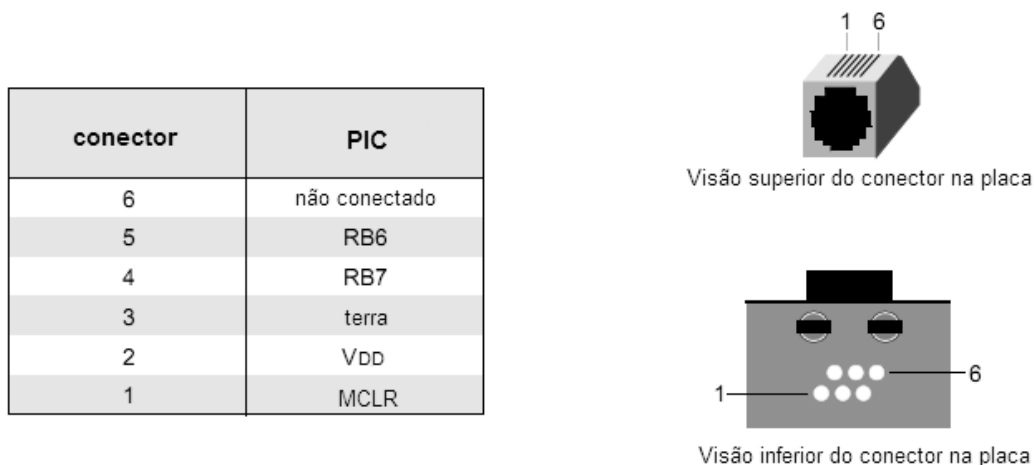 conector PIC
6 não conectado
5 RB6
4 RB7
3 terra
2 VDD
1 MCLR
1 6
Visão superior do conector na placa
6
1
Visão inferior do conector na placa